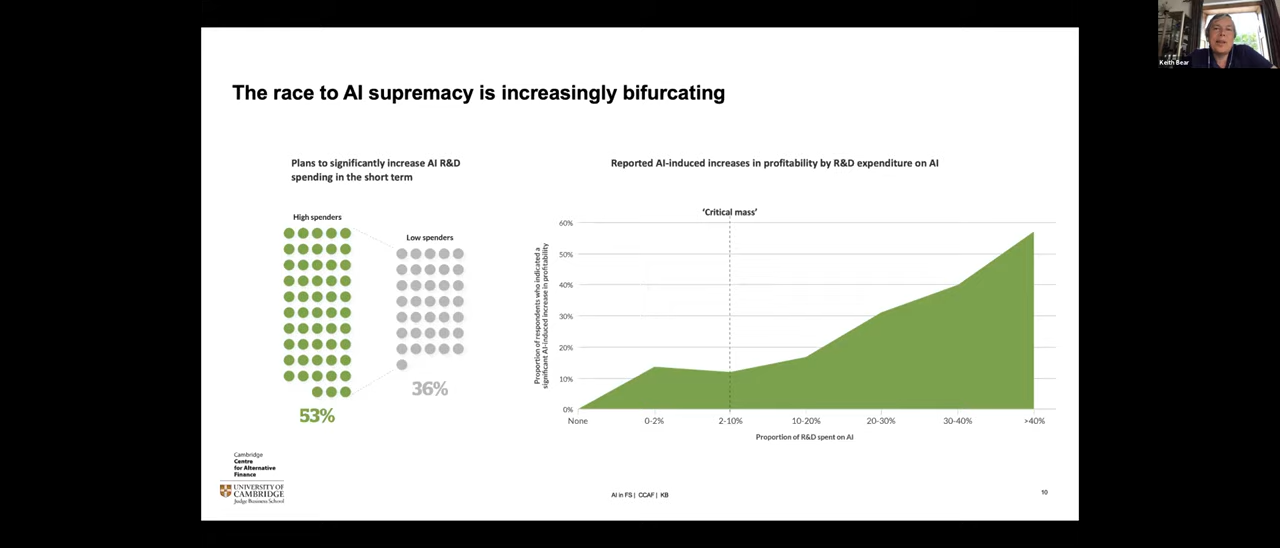 Keith Bear
The race to AI supremacy is increasingly bifurcating
Plans to significantly increase AI R&D
spending in the short term
High spenders
Low spenders
53%
36%
Reported AI-induced increases in profitability by R&D expenditure on AI
'Critical mass'
Proportion of respondents who indicated a
significant AI-induced increase in profitability
60%
50%
40%
30%
20%
10%
0%
None
0-2%
2-10%
10-20%
20-30%
30-40%
>40%
Proportion of R&D spent on AI
Cambridge
Centre
for Alternative
Finance
UNIVERSITY OF
CAMBRIDGE
Judge Business School
AI in FS | CCAF | KB
10